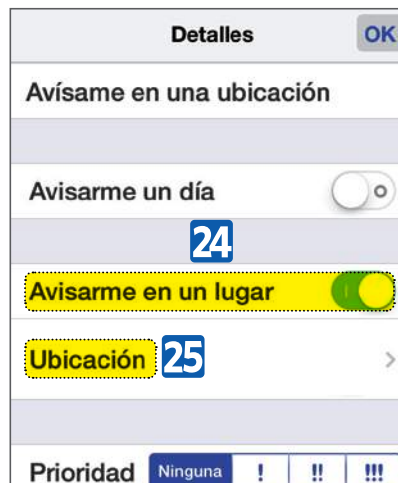 Detalles OK
Avísame en una ubicación
Avisarme un día
24
Avisarme en un lugar
Ubicación 25
Prioridad Ninguna ! !! !!!